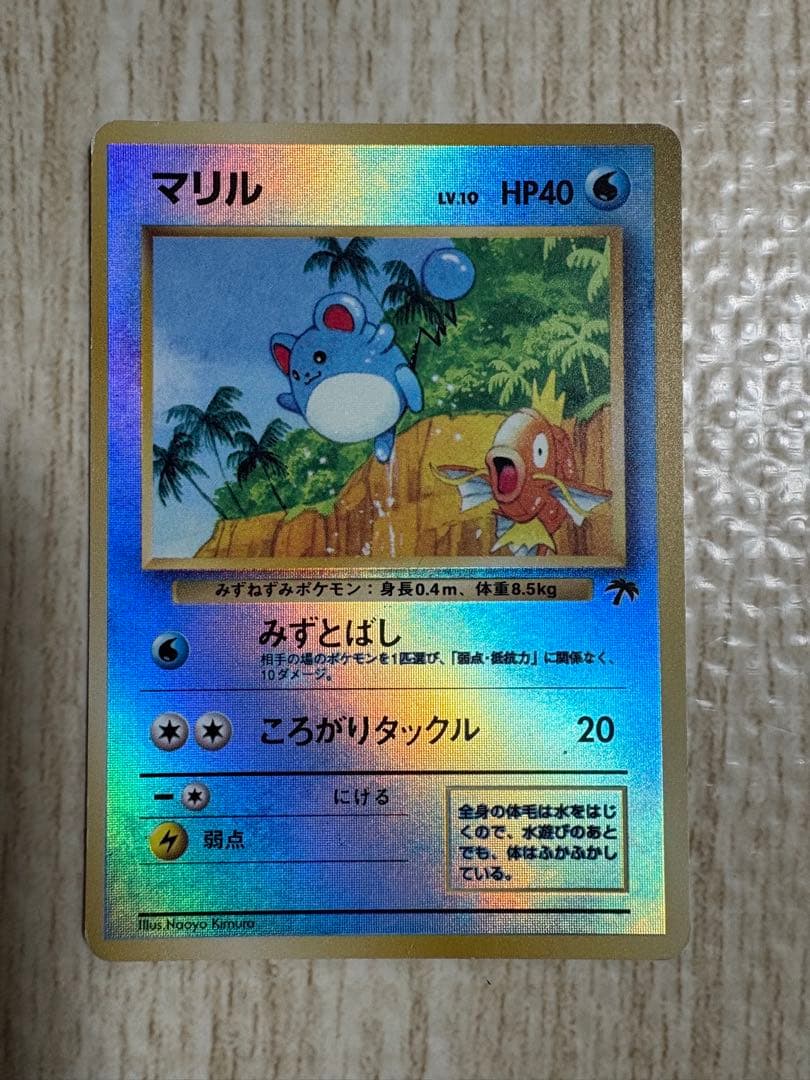 マリル LV.10 HP40
みずねずみポケモン：身長0.4m、体重8.5kg
みずとばし
相手の場のポケモンを1匹選び、「弱点・抵抗力」に関係なく、
10ダメージ。
ころがりタックル 20
にげる
弱点
全身の体毛は水をはじ
くので、水遊びのあと
でも、体はふかふかし
ている。
Illus.Naoyo Kimura